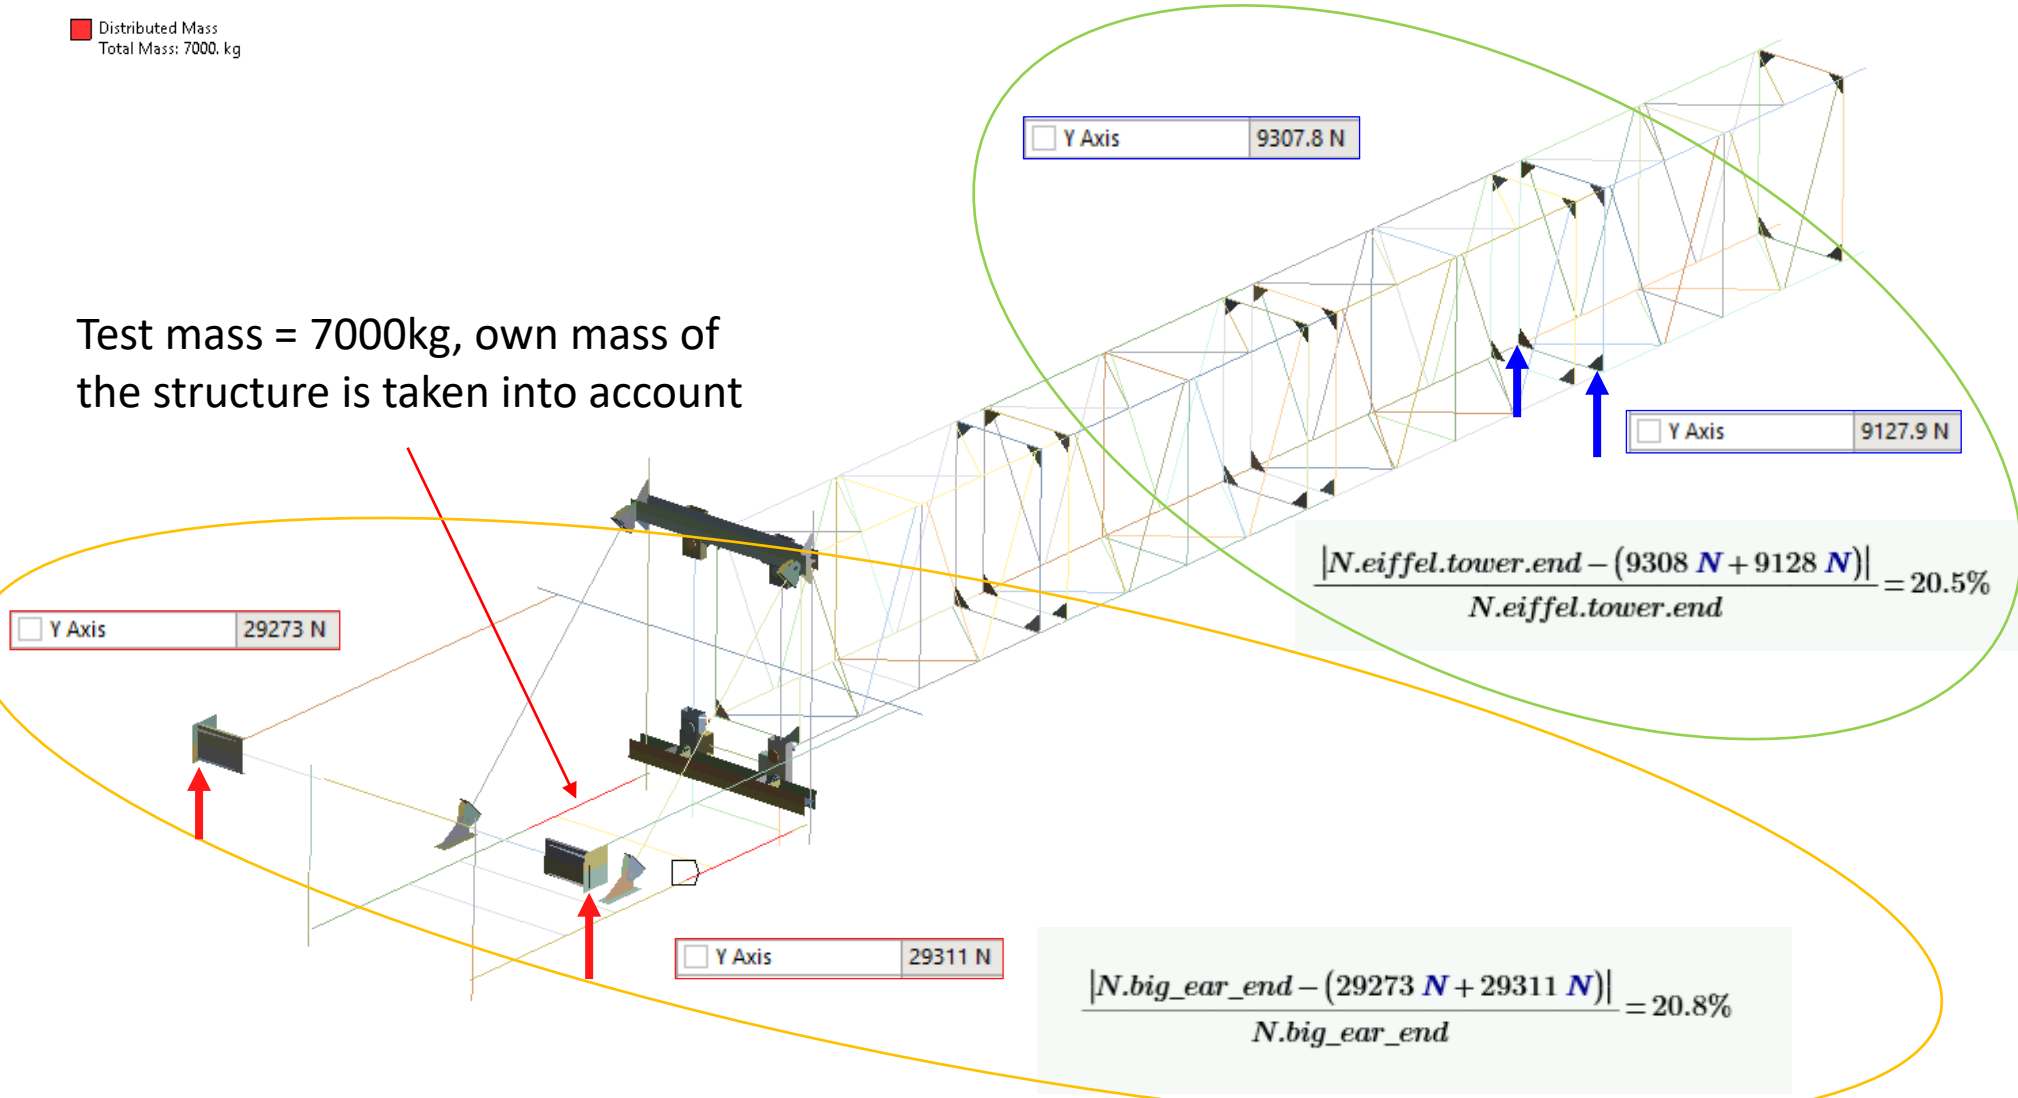 Distributed Mass
Total Mass: 7000. kg
Y Axis 9307.8 N
Test mass = 7000kg, own mass of
the structure is taken into account
Y Axis 9127.9 N
|N.eiffel.tower.end − (9308 N + 9128 N)|
N.eiffel.tower.end
= 20.5%
Y Axis 29273 N
Y Axis 29311 N
|N.big_ear_end − (29273 N + 29311 N)|
N.big_ear_end
= 20.8%